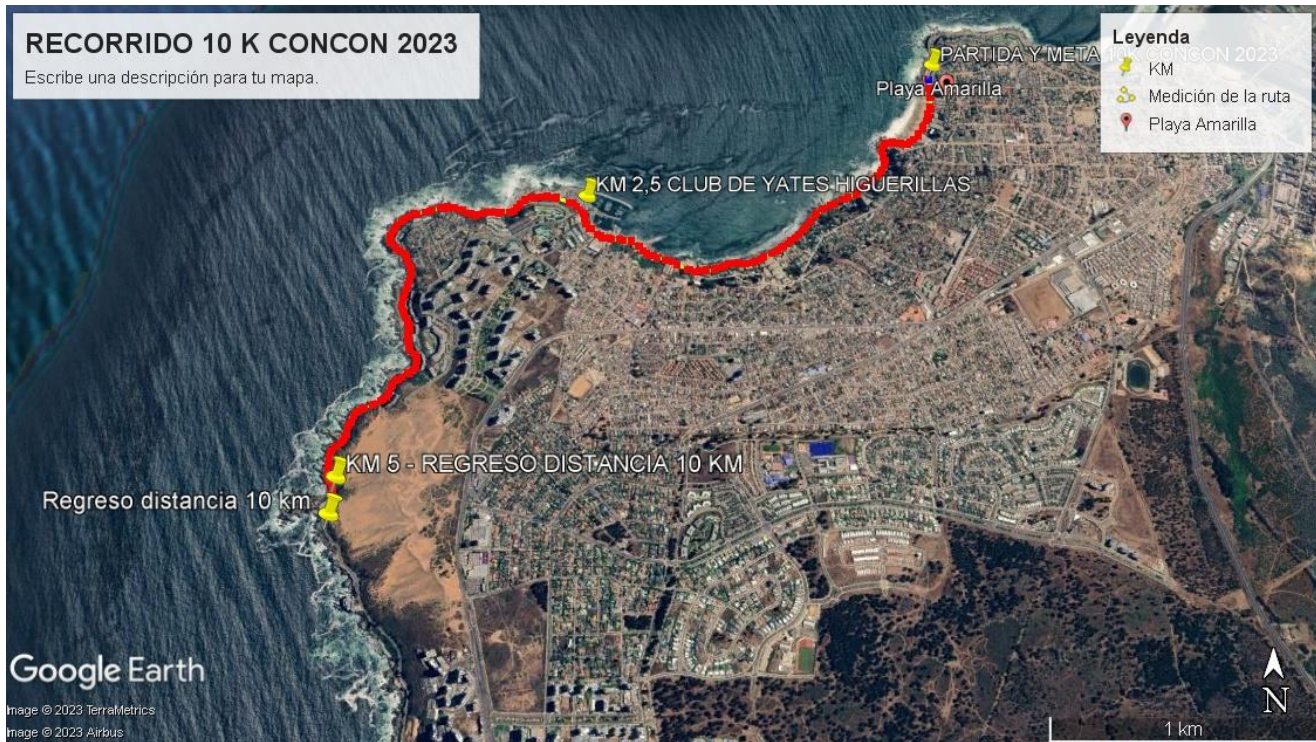 RECORRIDO 10 K CONCON 2023
Escribe una descripción para tu mapa.
Leyenda
KM
Medición de la ruta
Playa Amarilla
PARTIDA Y META 10K CONCON 2023
Playa Amarilla
KM 2,5 CLUB DE YATES HIGUERILLAS
KM 5 - REGRESO DISTANCIA 10 KM
Regreso distancia 10 km
Google Earth
Image © 2023 TerraMetrics
Image © 2023 Airbus
N
1 km